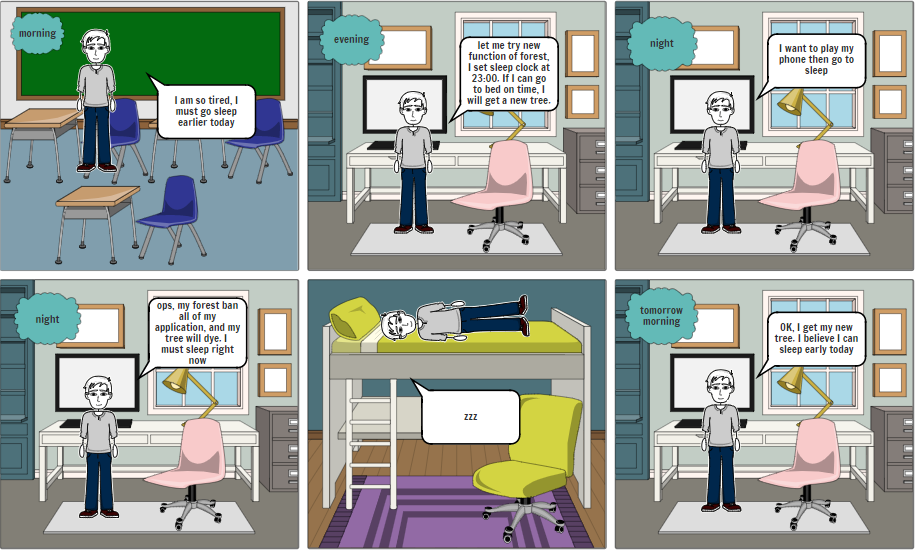 morning
I am so tired, I
must go sleep
earlier today
evening
let me try new
function of forest,
I set sleep clock at
23:00. If I can go
to bed on time, I
will get a new tree.
night
I want to play my
phone then go to
sleep
night
ops, my forest ban
all of my
application, and my
tree will dye. I
must sleep right
now
zzz
tomorrow
morning
OK, I get my new
tree. I believe I can
sleep early today